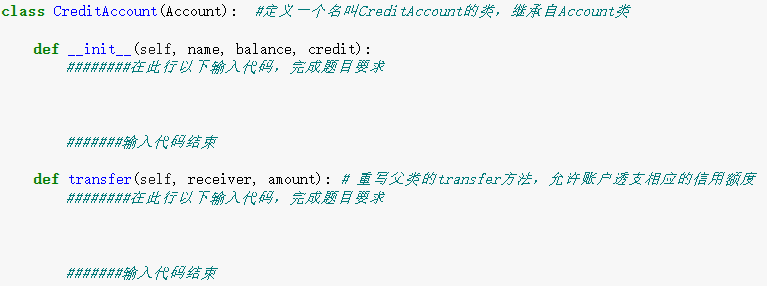 class CreditAccount(Account):  #定义一个名叫CreditAccount的类，继承自Account类
def __init__(self, name, balance, credit):
########在此行以下输入代码，完成题目要求
#######输入代码结束
def transfer(self, receiver, amount): # 重写父类的transfer方法，允许账户透支相应的信用额度
########在此行以下输入代码，完成题目要求
#######输入代码结束